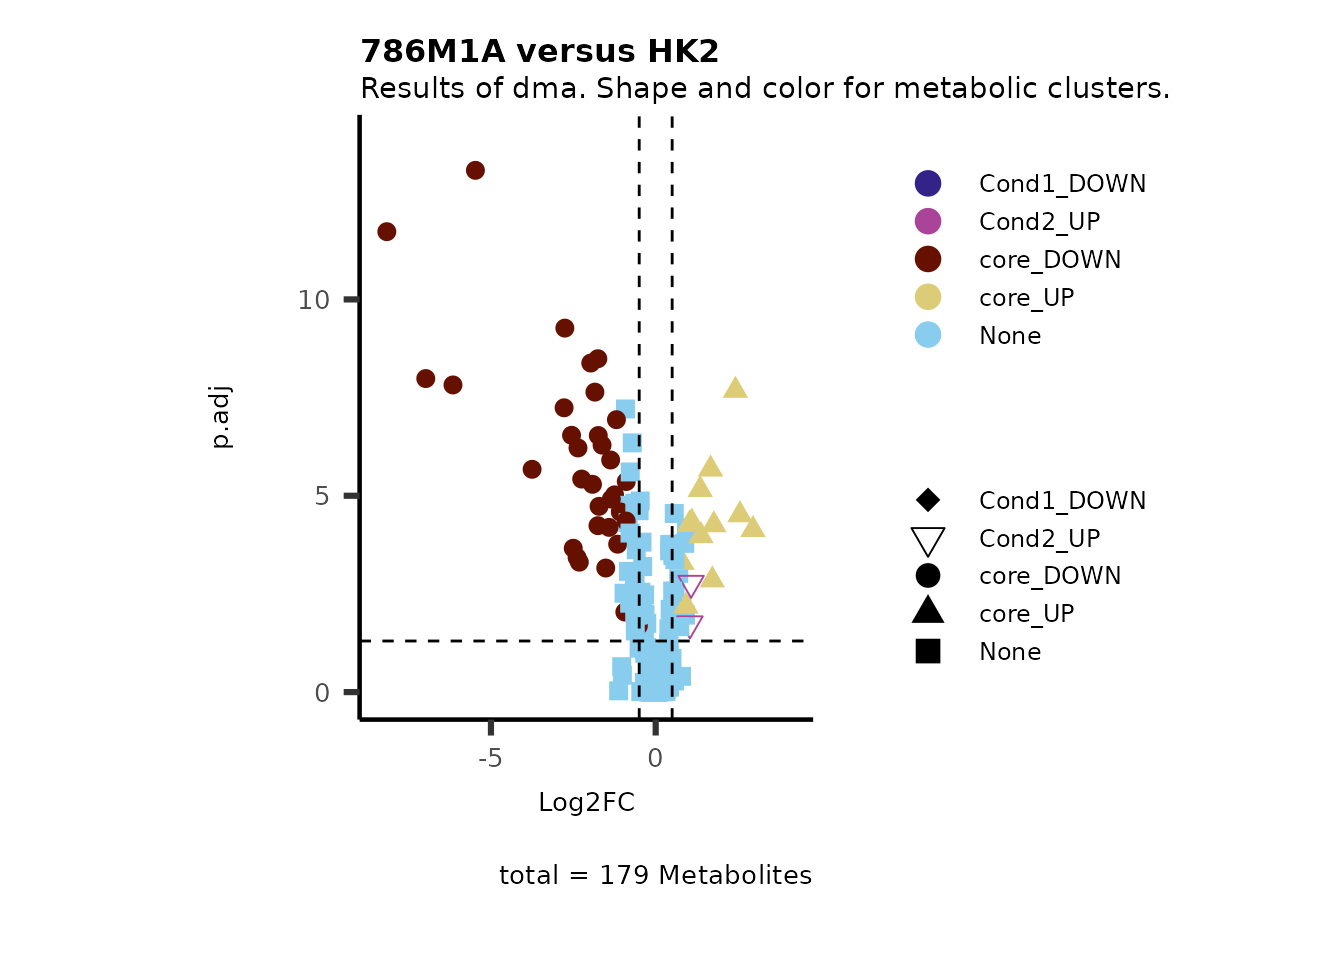 786M1A versus HK2
Results of dma. Shape and color for metabolic clusters.
Cond1_DOWN
Cond2_UP
core_DOWN
core_UP
None
Cond1_DOWN
Cond2_UP
core_DOWN
core_UP
None
p.adj
10
5
0
-5
0
Log2FC
total = 179 Metabolites